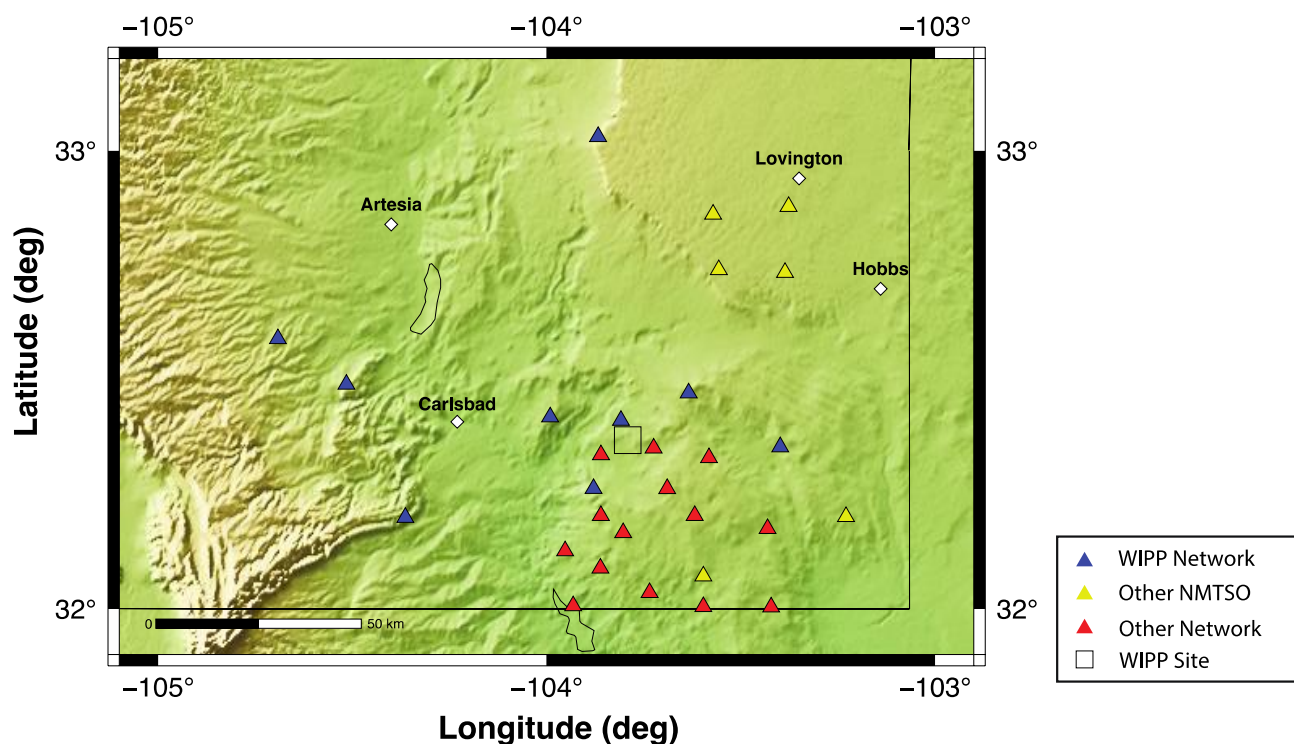 −105° −104° −103°
33° 33°
Lovington
Artesia
Hobbs
Latitude (deg)
Carlsbad
WIPP Network
Other NMTSO
32° 32°
0 50 km
Other Network
WIPP Site
−105° −104° −103°
Longitude (deg)